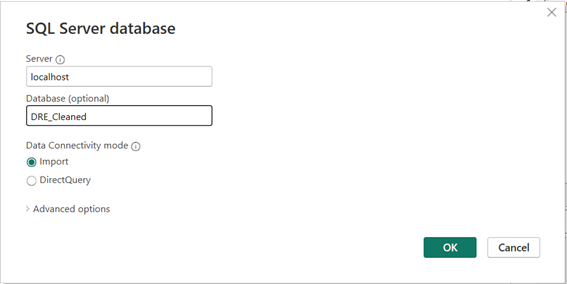 SQL Server database
Server
localhost
Database (optional)
DRE_Cleaned
Data Connectivity mode
Import
DirectQuery
Advanced options
OK Cancel